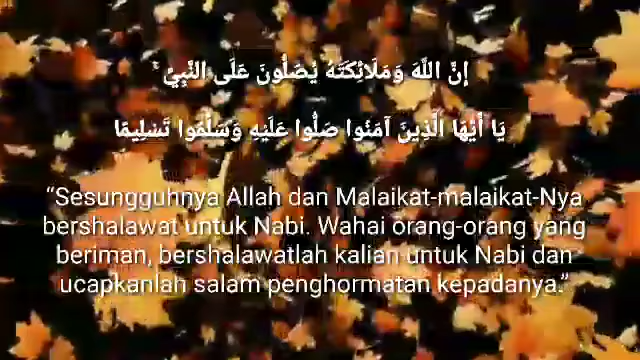 إِنَّ اللَّهَ وَمَلَائِكَتَهُ يُصَلُّونَ عَلَى النَّبِيِّ ۚ
يَا أَيُّهَا الَّذِينَ آمَنُوا صَلُّوا عَلَيْهِ وَسَلِّمُوا تَسْلِيمًا
“Sesungguhnya Allah dan Malaikat-malaikat-Nya
bershalawat untuk Nabi. Wahai orang-orang yang
beriman, bershalawatlah kalian untuk Nabi dan
ucapkanlah salam penghormatan kepadanya.”